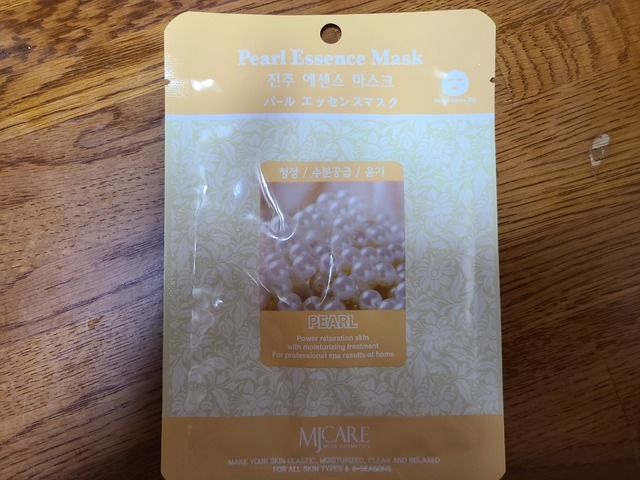 Pearl Essence Mask
진주 에센스 마스크
パール エッセンスマスク
청정 / 수분공급 / 윤기
PEARL
Power relaxation skin
with moisturizing treatment
For professional spa results-at home
MJCARE
MIJIN COSMETICS
MAKE YOUR SKIN ELASTIC, MOISTURIZED, CLEAR AND RELAXED
FOR ALL SKIN TYPES & 4-SEASONS